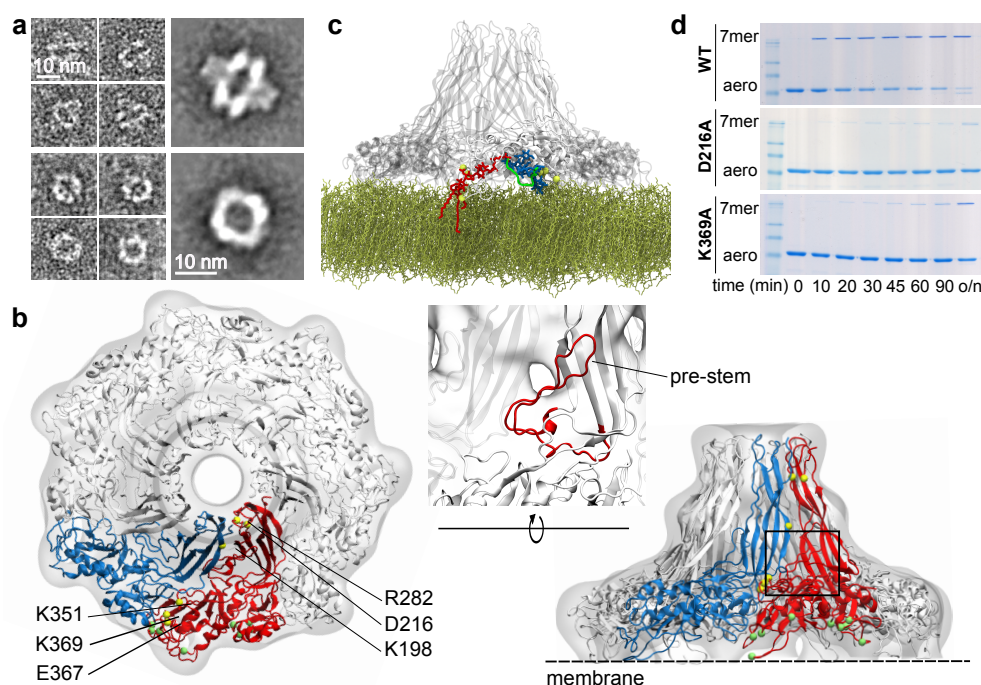 a
10 nm
10 nm
c
d
WT
7mer
aero
D216A
7mer
aero
K369A
7mer
aero
time (min) 0 10 20 30 45 60 90 o/n
b
K351
K369
E367
R282
D216
K198
pre-stem
membrane